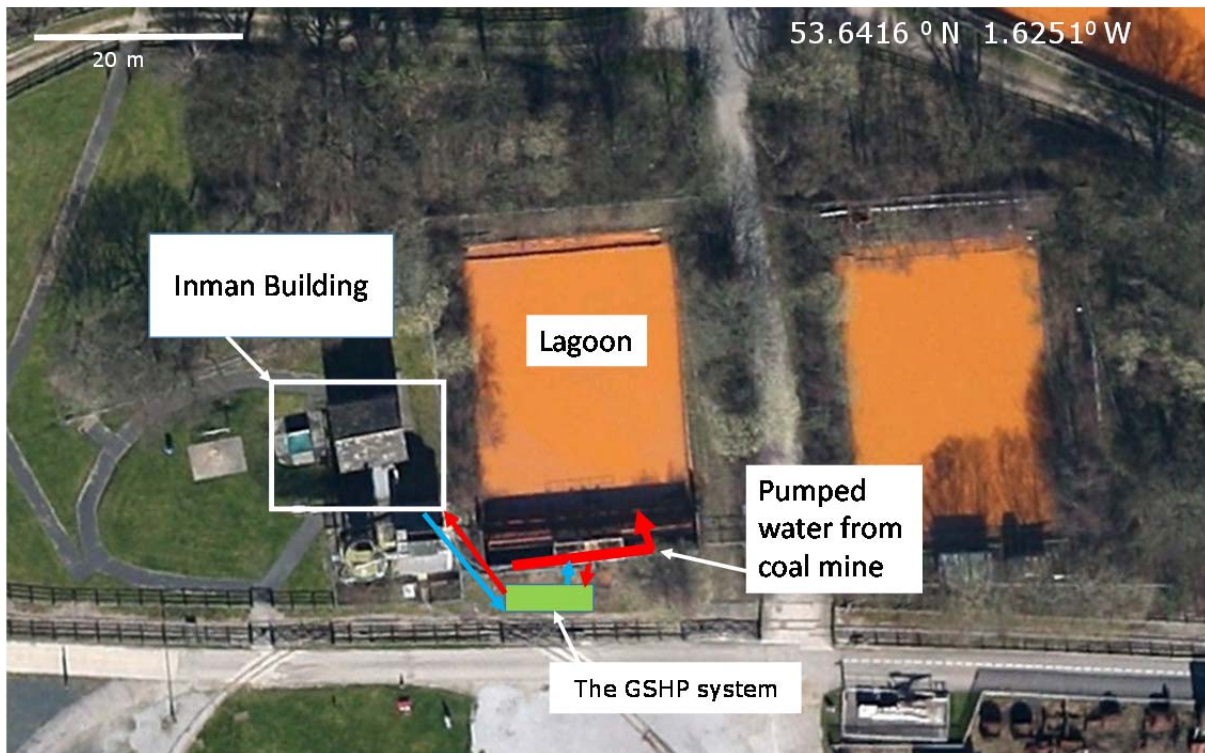 53.6416 ⁰ N 1.6251⁰ W
20 m
Inman Building
Lagoon
Pumped
water from
coal mine
The GSHP system